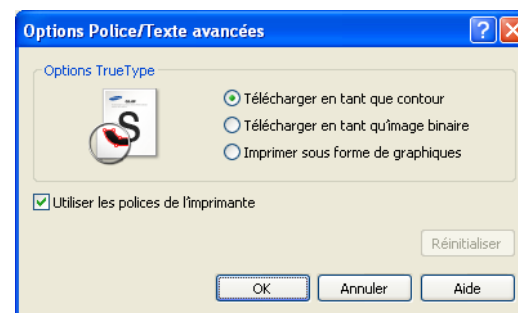 Options Police/Texte avancées
Options TrueType
Télécharger en tant que contour
Télécharger en tant qu'image binaire
Imprimer sous forme de graphiques
Utiliser les polices de l'imprimante
Réinitialiser
OK Annuler Aide